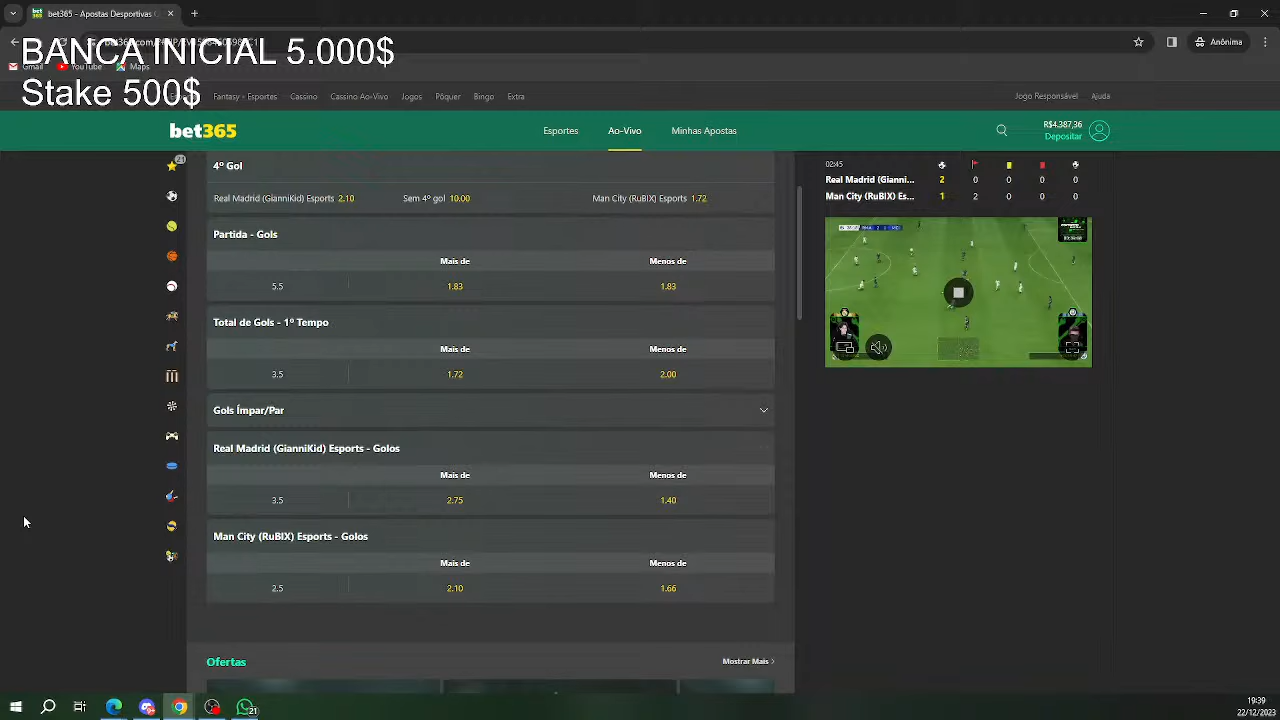 bet365 - Apostas Desportivas
BANCA INICIAL 5.000$
Anônima
Gmail YouTube Maps
Stake 500$
Fantasy - Esportes Cassino Cassino Ao-Vivo Jogos Pôquer Bingo Extra Jogo Responsável Ajuda
bet365 Esportes Ao-Vivo Minhas Apostas R$4.387,36
Depositar
21
4º Gol
Real Madrid (GianniKid) Esports 2.10 Sem 4º gol 10.00 Man City (RuBIX) Esports 1.72
Partida - Gols
Mais de Menos de
5.5 1.83 1.83
Total de Gols - 1º Tempo
Mais de Menos de
3.5 1.72 2.00
Gols Ímpar/Par
Real Madrid (GianniKid) Esports - Golos
Mais de Menos de
3.5 2.75 1.40
Man City (RuBIX) Esports - Golos
Mais de Menos de
2.5 2.10 1.66
Ofertas Mostrar Mais
02:45
Real Madrid (Gianni... 2 0 0 0 0
Man City (RuBIX) Es... 1 2 0 0 0
21
19:39
22/12/2023